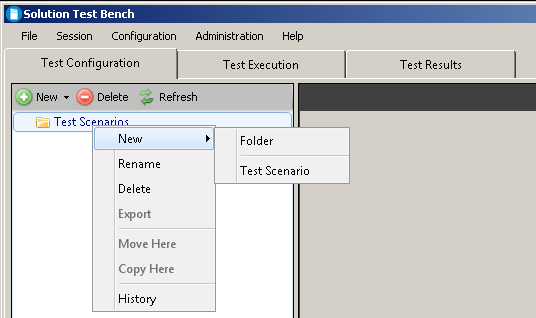 Solution Test Bench
File Session Configuration Administration Help
Test Configuration Test Execution Test Results
New Delete Refresh
Test Scenarios
New
Folder
Rename
Test Scenario
Delete
Export
Move Here
Copy Here
History